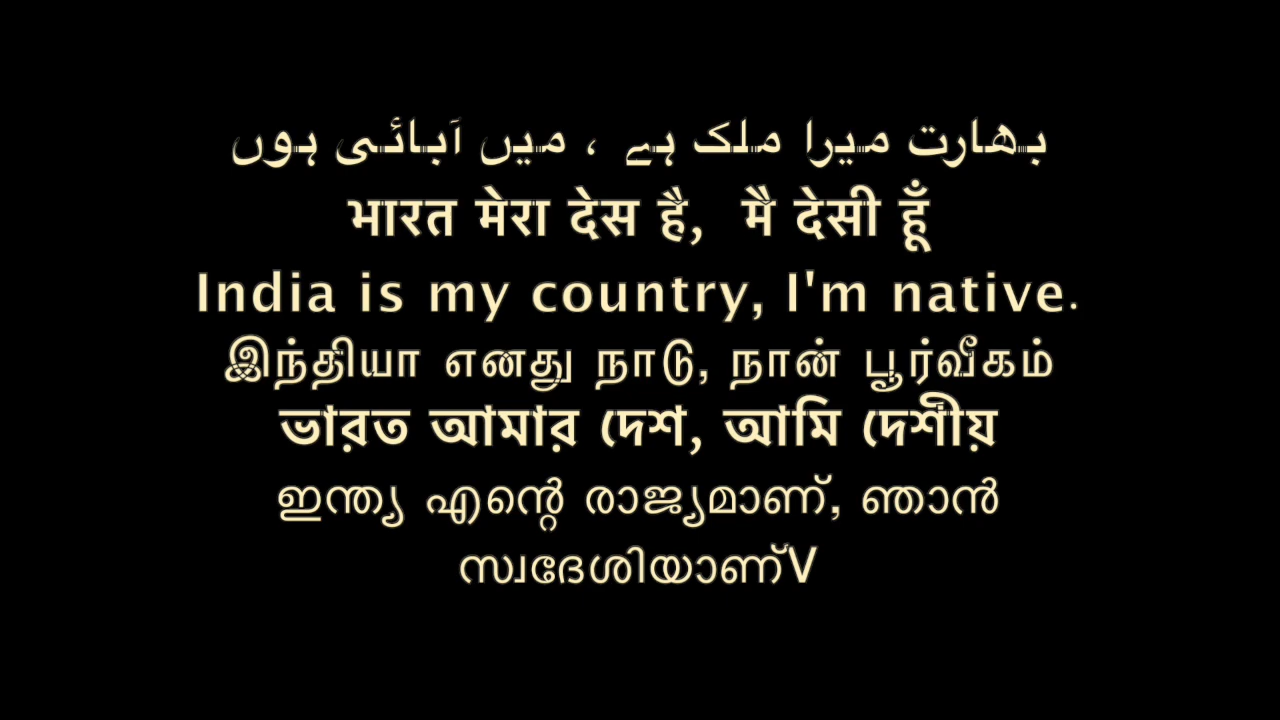 بھارت میرا ملک ہے ، میں آبائی ہوں
भारत मेरा देस है, मै देसी हूँ
India is my country, I'm native.
இந்தியா எனது நாடு, நான் பூர்வீகம்
ভারত আমার দেশ, আমি দেশীয়
ഇന്ത്യ എന്റെ രാജ്യമാണ്, ഞാൻ
സ്വദേശിയാണ്V